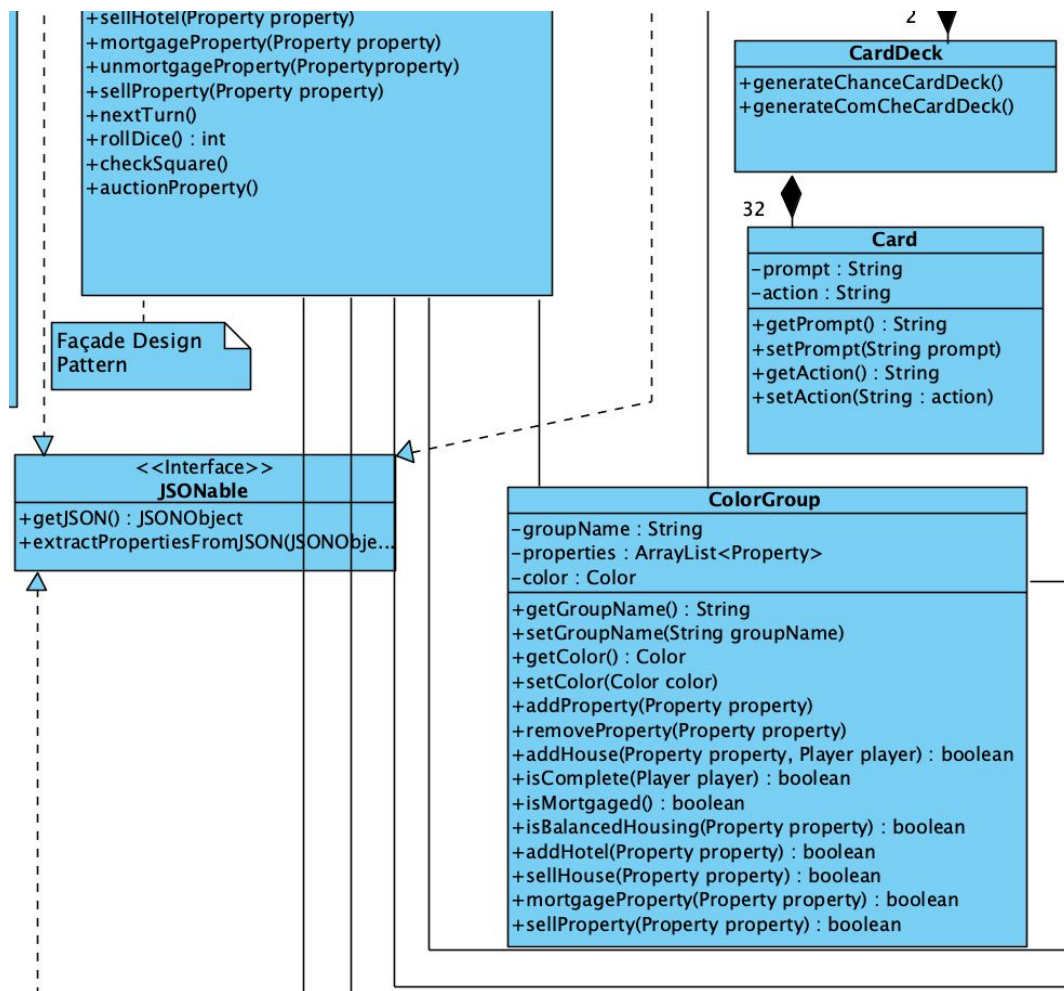 +sellHotel(Property property)
+mortgageProperty(Property property)
+unmortgageProperty(Propertyproperty)
+sellProperty(Property property)
+nextTurn()
+rollDice() : int
+checkSquare()
+auctionProperty()
Façade Design
Pattern
<<Interface>>
JSONable
+getJSON() : JSONObject
+extractPropertiesFromJSON(JSONObje...
2
CardDeck
+generateChanceCardDeck()
+generateComCheCardDeck()
32
Card
-prompt : String
-action : String
+getPrompt() : String
+setPrompt(String prompt)
+getAction() : String
+setAction(String : action)
ColorGroup
-groupName : String
-properties : ArrayList<Property>
-color : Color
+getGroupName() : String
+setGroupName(String groupName)
+getColor() : Color
+setColor(Color color)
+addProperty(Property property)
+removeProperty(Property property)
+addHouse(Property property, Player player) : boolean
+isComplete(Player player) : boolean
+isMortgaged() : boolean
+isBalancedHousing(Property property) : boolean
+addHotel(Property property) : boolean
+sellHouse(Property property) : boolean
+mortgageProperty(Property property) : boolean
+sellProperty(Property property) : boolean